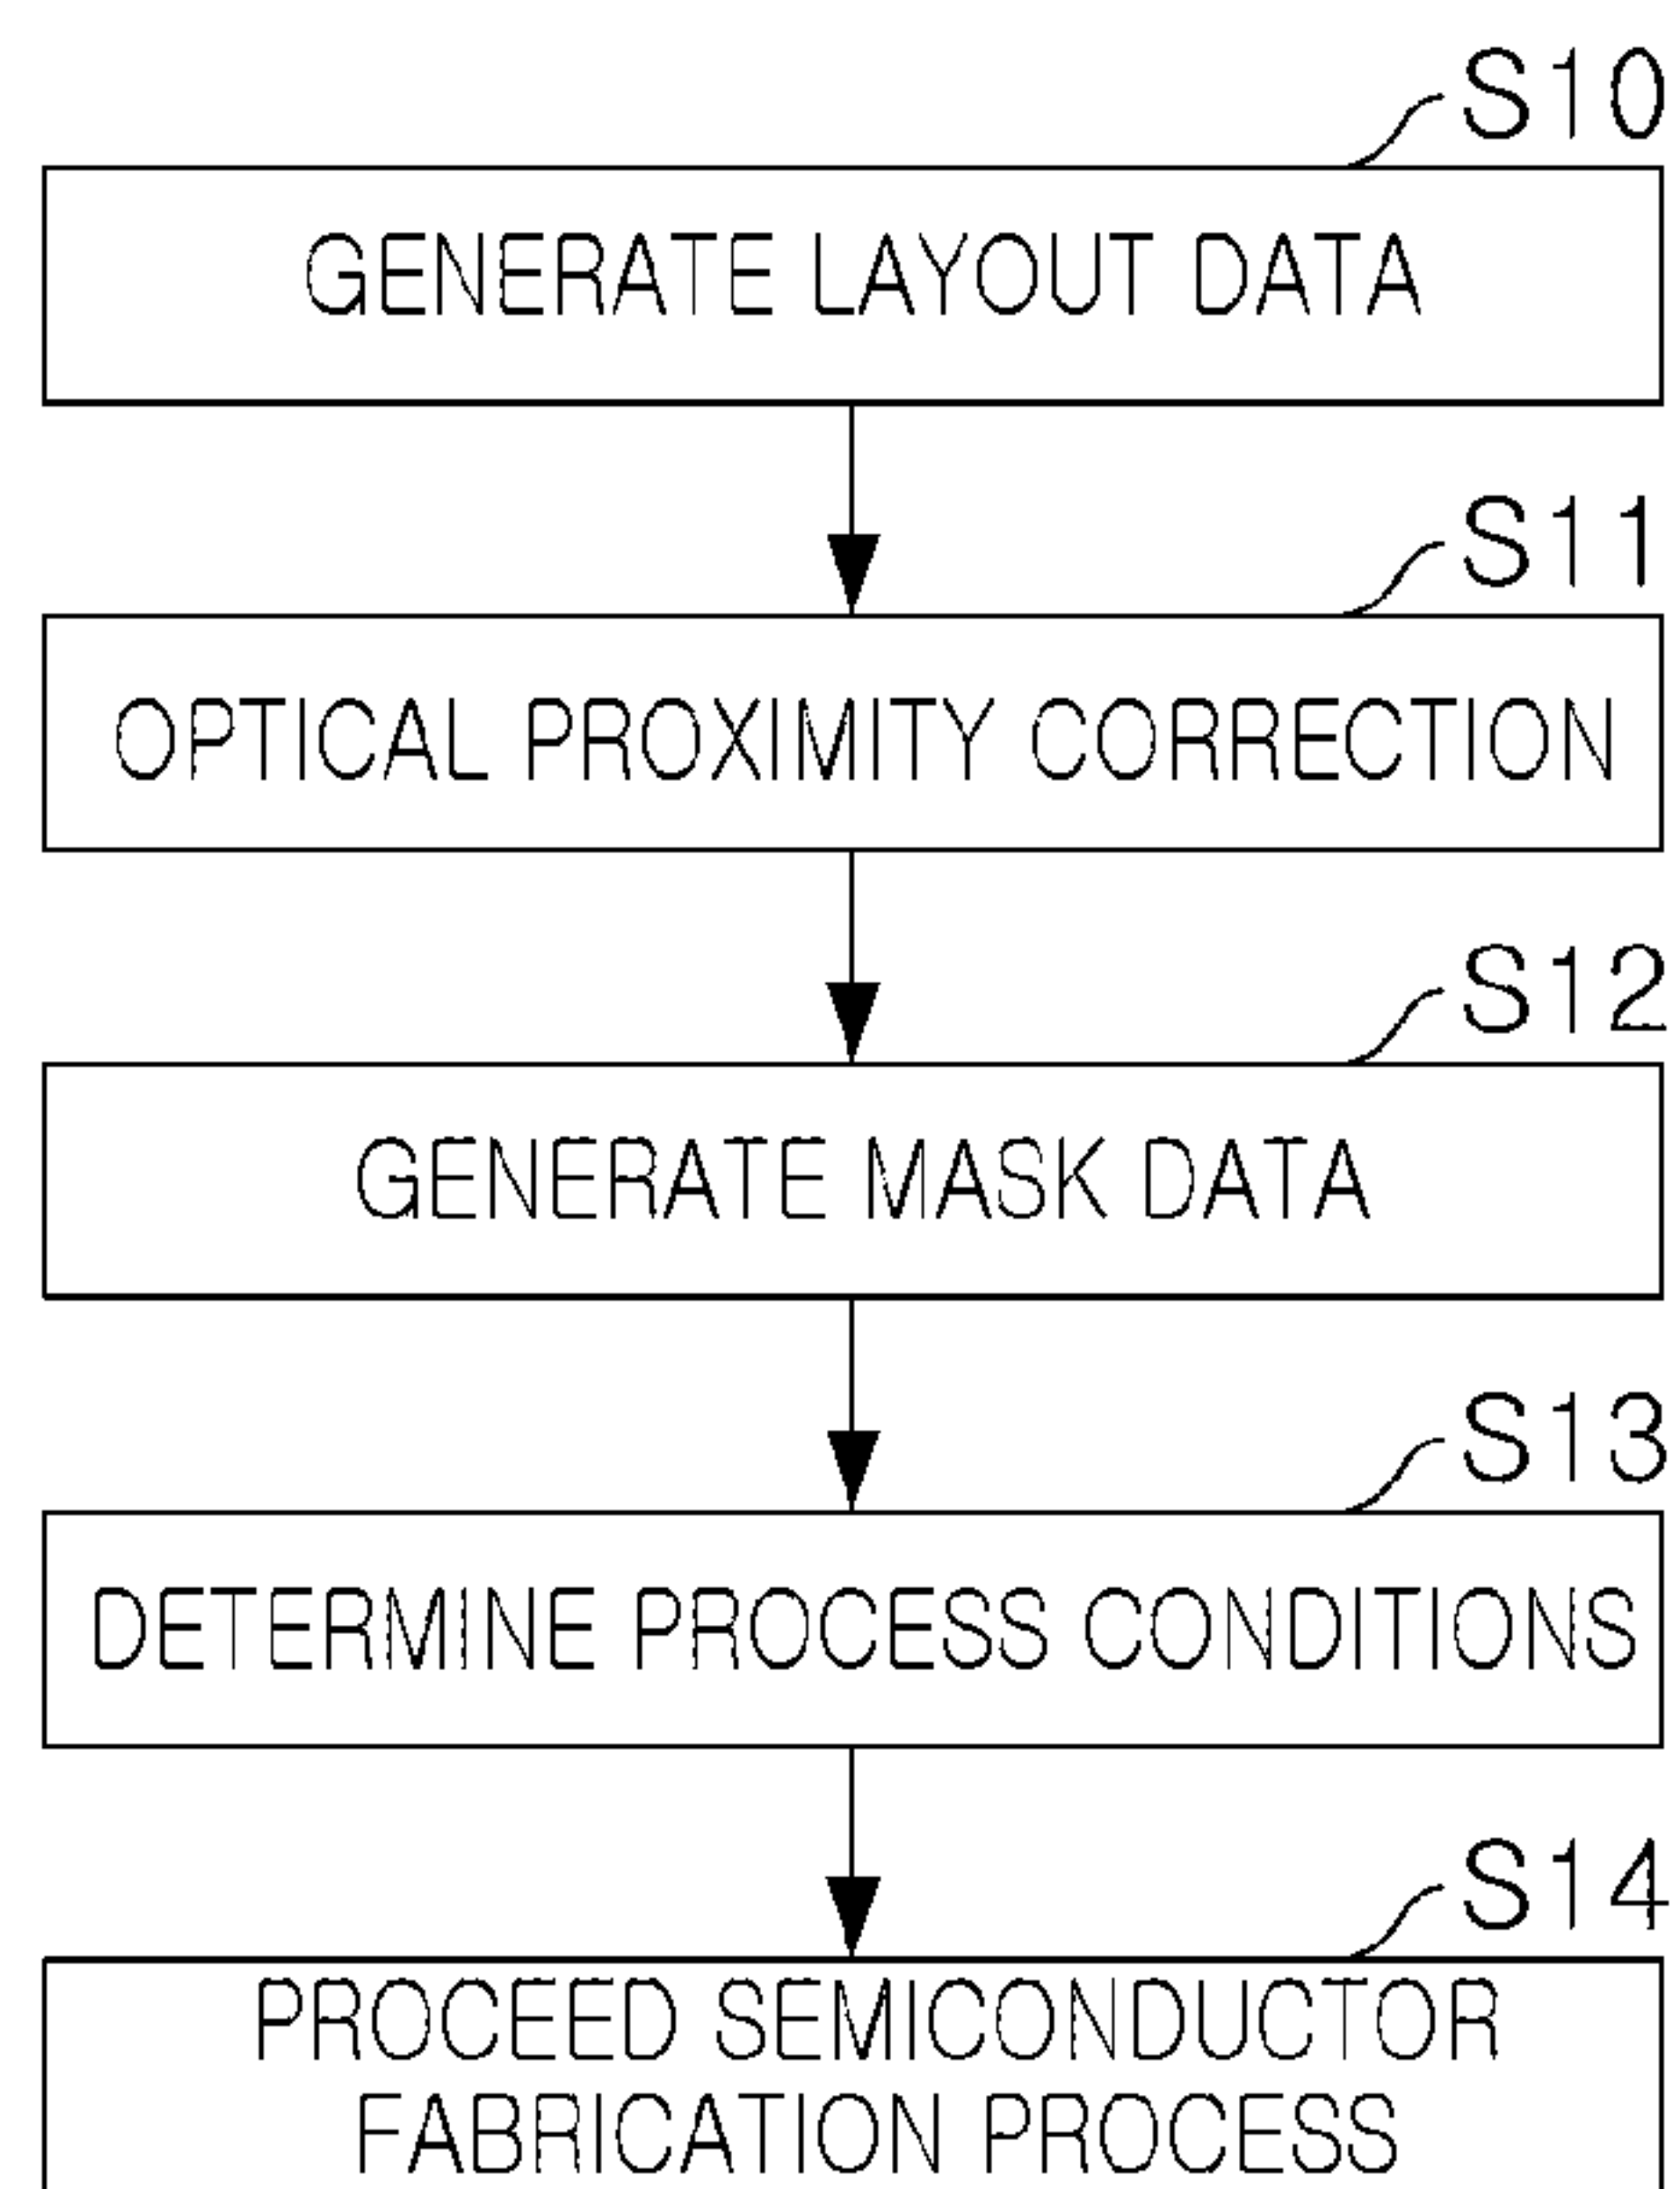 S10
GENERATE LAYOUT DATA
S11
OPTICAL PROXIMITY CORRECTION
S12
GENERATE MASK DATA
S13
DETERMINE PROCESS CONDITIONS
S14
PROCEED SEMICONDUCTOR
FABRICATION PROCESS